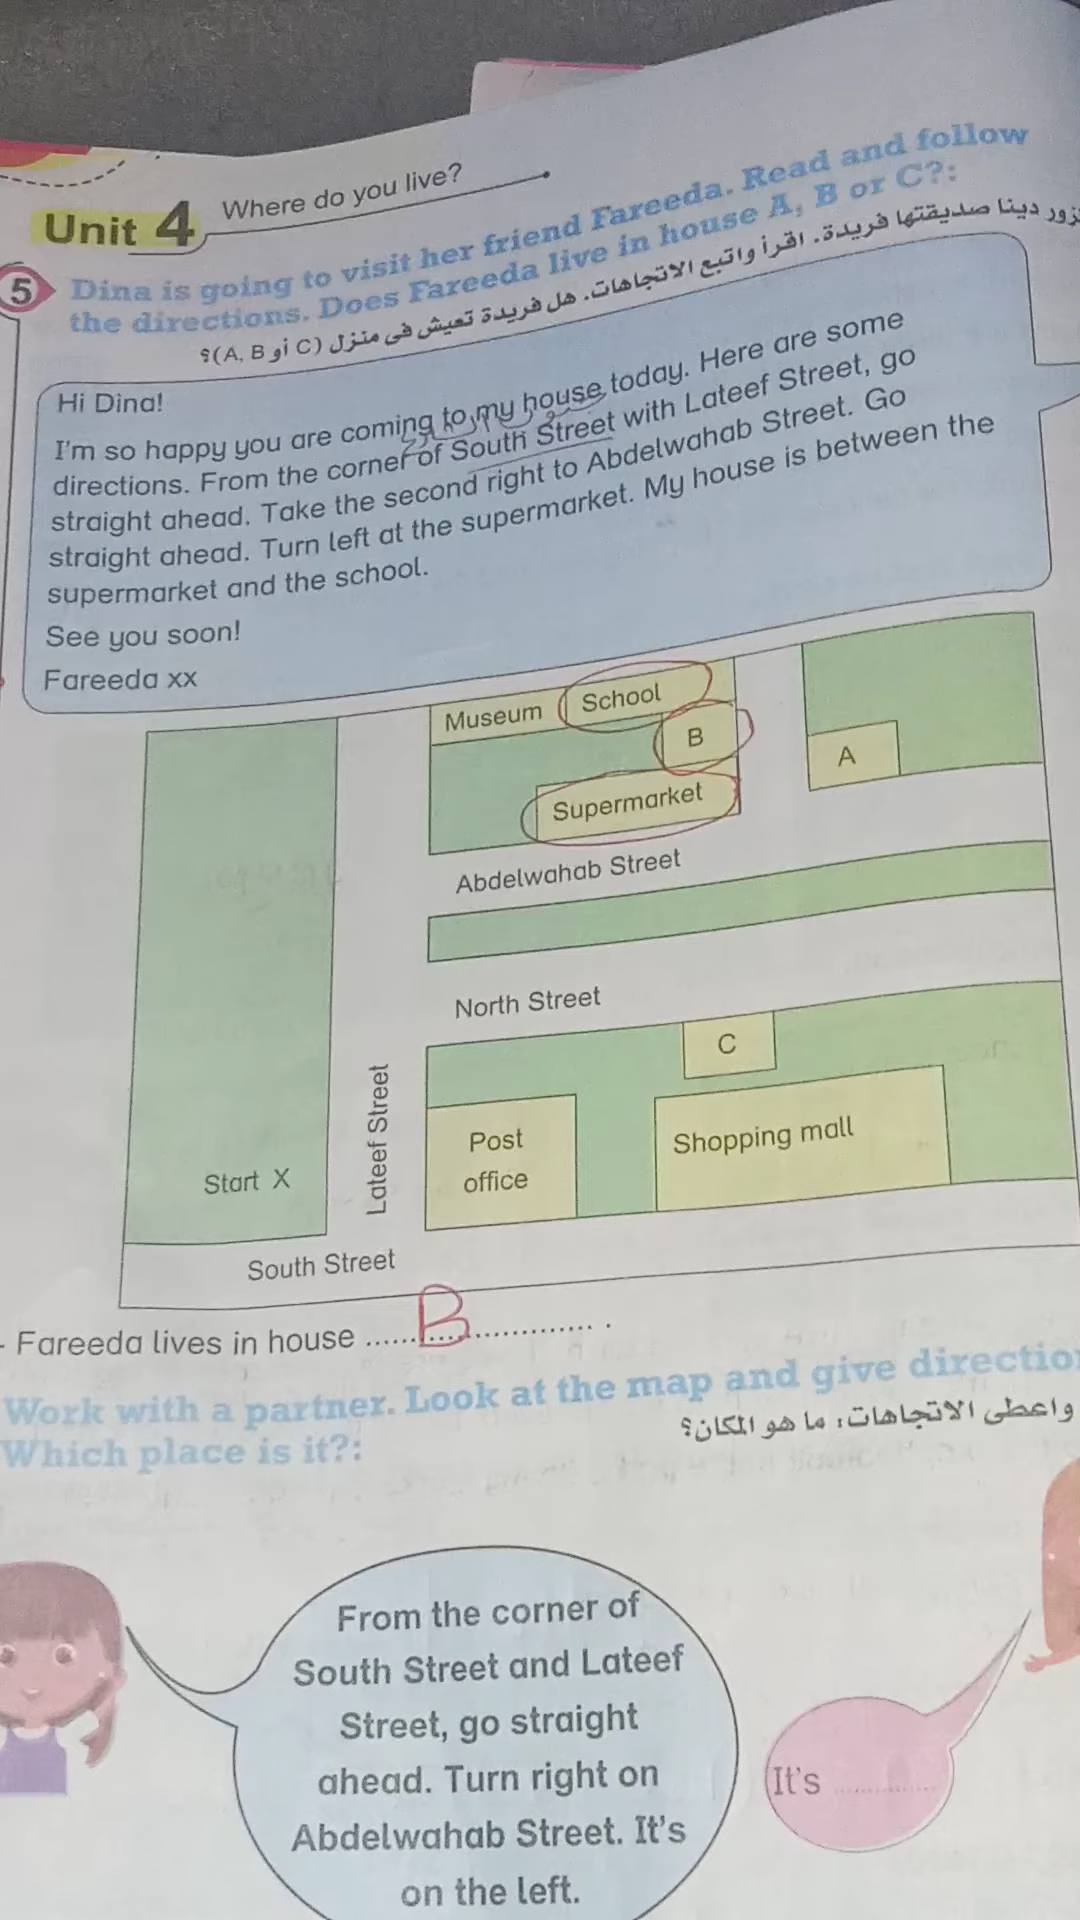 Unit 4 Where do you live?
5 Dina is going to visit her friend Fareeda. Read and follow
the directions. Does Fareeda live in house A, B or C?:
تزور دينا صديقتها فريدة. اقرأ واتبع الاتجاهات. هل فريدة تعيش فى منزل (A, B أو C)؟
Hi Dina!
I'm so happy you are coming to my house today. Here are some
directions. From the corner of South Street with Lateef Street, go
straight ahead. Take the second right to Abdelwahab Street. Go
straight ahead. Turn left at the supermarket. My house is between the
supermarket and the school.
See you soon!
Fareeda xx
Museum
School
B
A
Supermarket
Abdelwahab Street
North Street
C
Lateef Street
Post
office
Shopping mall
Start X
South Street
- Fareeda lives in house ......B.................... .
Work with a partner. Look at the map and give directio
Which place is it?:
واعطى الاتجاهات، ما هو المكان؟
From the corner of
South Street and Lateef
Street, go straight
ahead. Turn right on
Abdelwahab Street. It's
on the left.
It's ..............